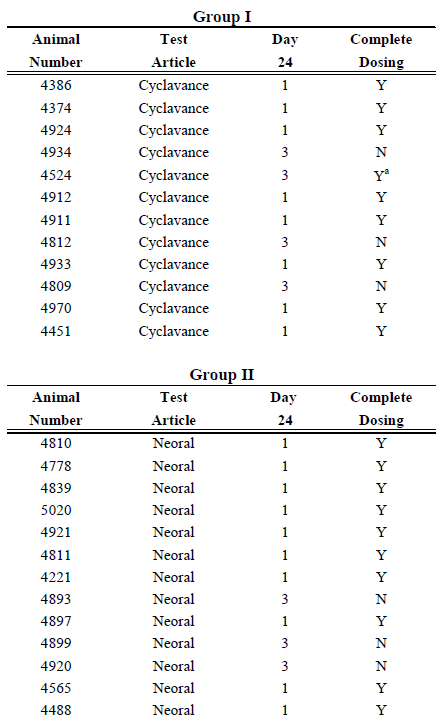 Group I
Animal Test Day Complete
Number Article 24 Dosing
4386 Cyclavance 1 Y
4374 Cyclavance 1 Y
4924 Cyclavance 1 Y
4934 Cyclavance 3 N
4524 Cyclavance 3 Yª
4912 Cyclavance 1 Y
4911 Cyclavance 1 Y
4812 Cyclavance 3 N
4933 Cyclavance 1 Y
4809 Cyclavance 3 N
4970 Cyclavance 1 Y
4451 Cyclavance 1 Y
Group II
Animal Test Day Complete
Number Article 24 Dosing
4810 Neoral 1 Y
4778 Neoral 1 Y
4839 Neoral 1 Y
5020 Neoral 1 Y
4921 Neoral 1 Y
4811 Neoral 1 Y
4221 Neoral 1 Y
4893 Neoral 3 N
4897 Neoral 1 Y
4899 Neoral 3 N
4920 Neoral 3 N
4565 Neoral 1 Y
4488 Neoral 1 Y